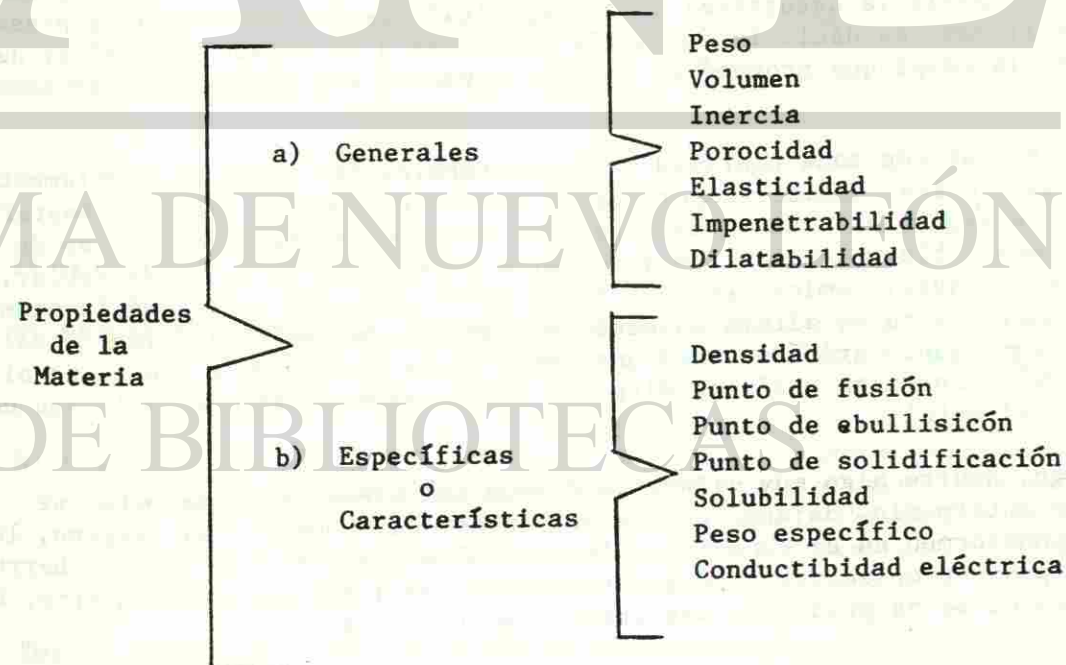 Propiedades
de la
Materia
a) Generales
Peso
Volumen
Inercia
Porocidad
Elasticidad
Impenetrabilidad
Dilatabilidad
b) Específicas
o
Características
Densidad
Punto de fusión
Punto de ebullisicón
Punto de solidificación
Solubilidad
Peso específico
Conductibidad eléctrica
MA DE NUEVO LEÓN
DE BIBLIOTECAS